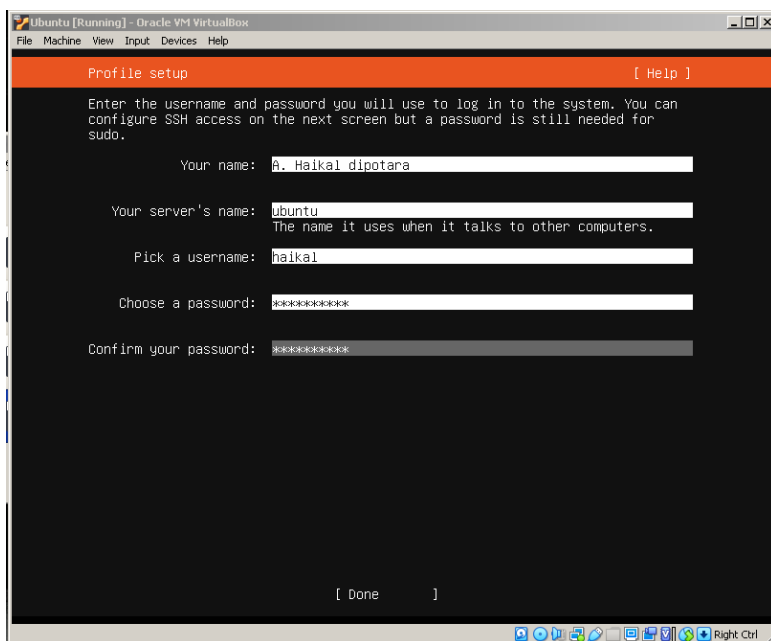 Ubuntu [Running] - Oracle VM VirtualBox
File Machine View Input Devices Help
Profile setup [ Help ]
Enter the username and password you will use to log in to the system. You can
configure SSH access on the next screen but a password is still needed for
sudo.
Your name: A. Haikal dipotara
Your server's name: ubuntu
The name it uses when it talks to other computers.
Pick a username: haikal
Choose a password: **********
Confirm your password: **********
[ Done ]
Right Ctrl